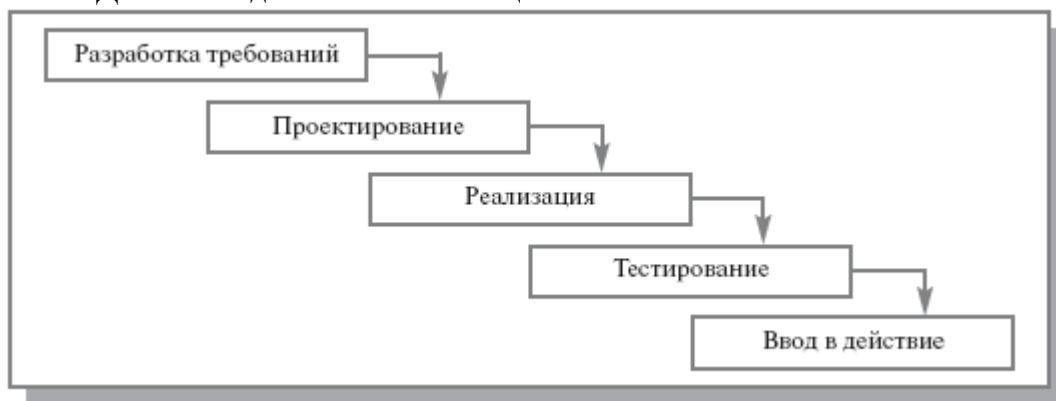 Разработка требований
Проектирование
Реализация
Тестирование
Ввод в действие